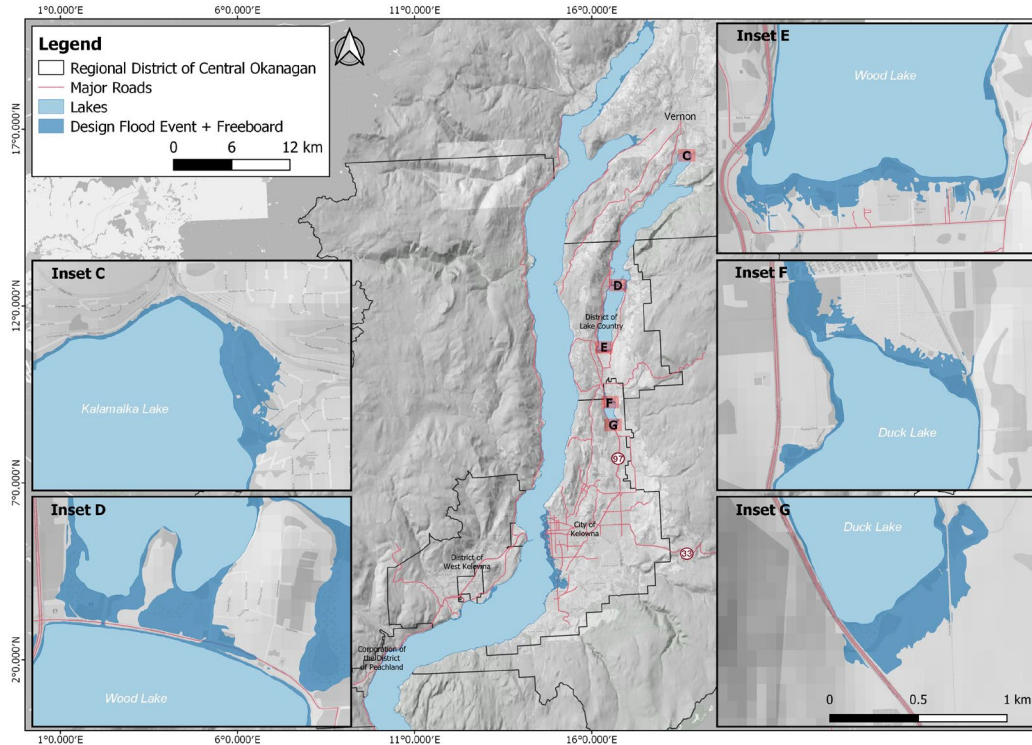 1°0.000'E 6°0.000'E 11°0.000'E 16°0.000'E
Legend
Regional District of Central Okanagan
Major Roads
Lakes
Design Flood Event + Freeboard
0 6 12 km
17°0.000'N
12°0.000'N
7°0.000'N
2°0.000'N
Inset C
Kalamalka Lake
Inset D
Wood Lake
Vernon
C
D
District of
Lake Country
E
F
G
97
City of
Kelowna
33
District of
West Kelowna
Corporation of
the District
of Peachland
Inset E
Wood Lake
Inset F
Duck Lake
Inset G
Duck Lake
0 0.5 1 km
1°0.000'E 6°0.000'E 11°0.000'E 16°0.000'E